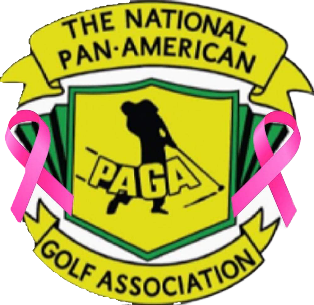 THE NATIONAL
PAN-AMERICAN
PAGA
GOLF ASSOCIATION